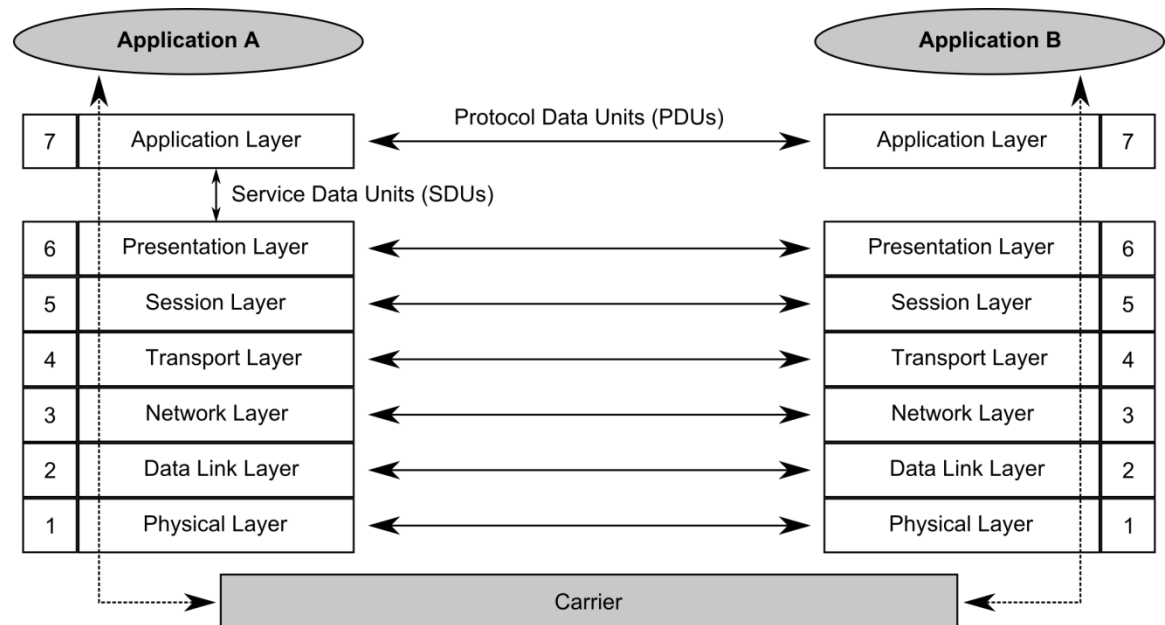 Application A
Application B
Protocol Data Units (PDUs)
7 Application Layer
Application Layer 7
Service Data Units (SDUs)
6 Presentation Layer
Presentation Layer 6
5 Session Layer
Session Layer 5
4 Transport Layer
Transport Layer 4
3 Network Layer
Network Layer 3
2 Data Link Layer
Data Link Layer 2
1 Physical Layer
Physical Layer 1
Carrier